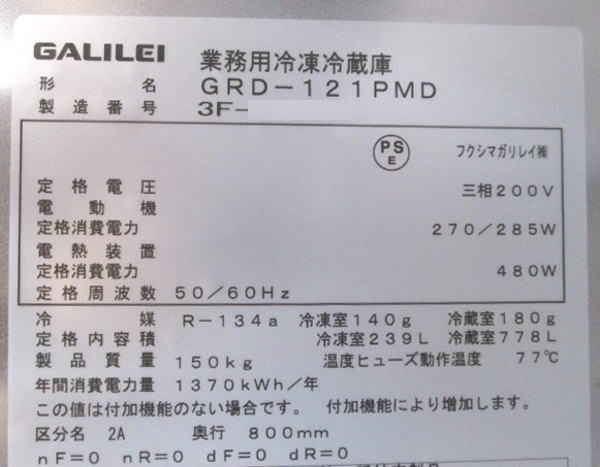 GALILEI 業務用冷凍冷蔵庫
形名 GRD-121PMD
製造番号 3F-
PS E フクシマガリレイ㈱
定格電圧 三相200V
電動機
定格消費電力 270/285W
電熱装置
定格消費電力 480W
定格周波数 50/60Hz
冷媒 R-134a 冷凍室140g 冷蔵室180g
定格内容積 冷凍室239L 冷蔵室778L
製品質量 150kg 温度ヒューズ動作温度 77℃
年間消費電力量 1370kWh/年
この値は付加機能のない場合です。 付加機能により増加します。
区分名 2A 奥行 800mm
nF=0 nR=0 dF=0 dR=0